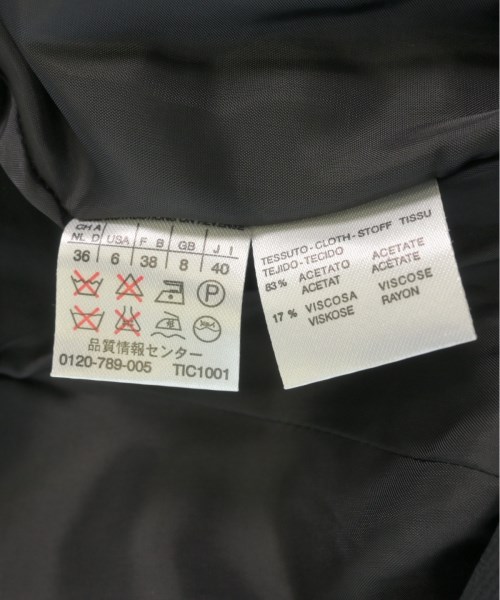 CH A
NL D USA F B GB J I
36 6 38 8 40
P
品質情報センター
0120-789-005 TIC1001
TESSUTO-CLOTH-STOFF TISSU
TEJIDO-TECIDO
83% ACETATO ACETATE
ACETAT ACÉTATE
17% VISCOSA VISCOSE
VISKOSE RAYON